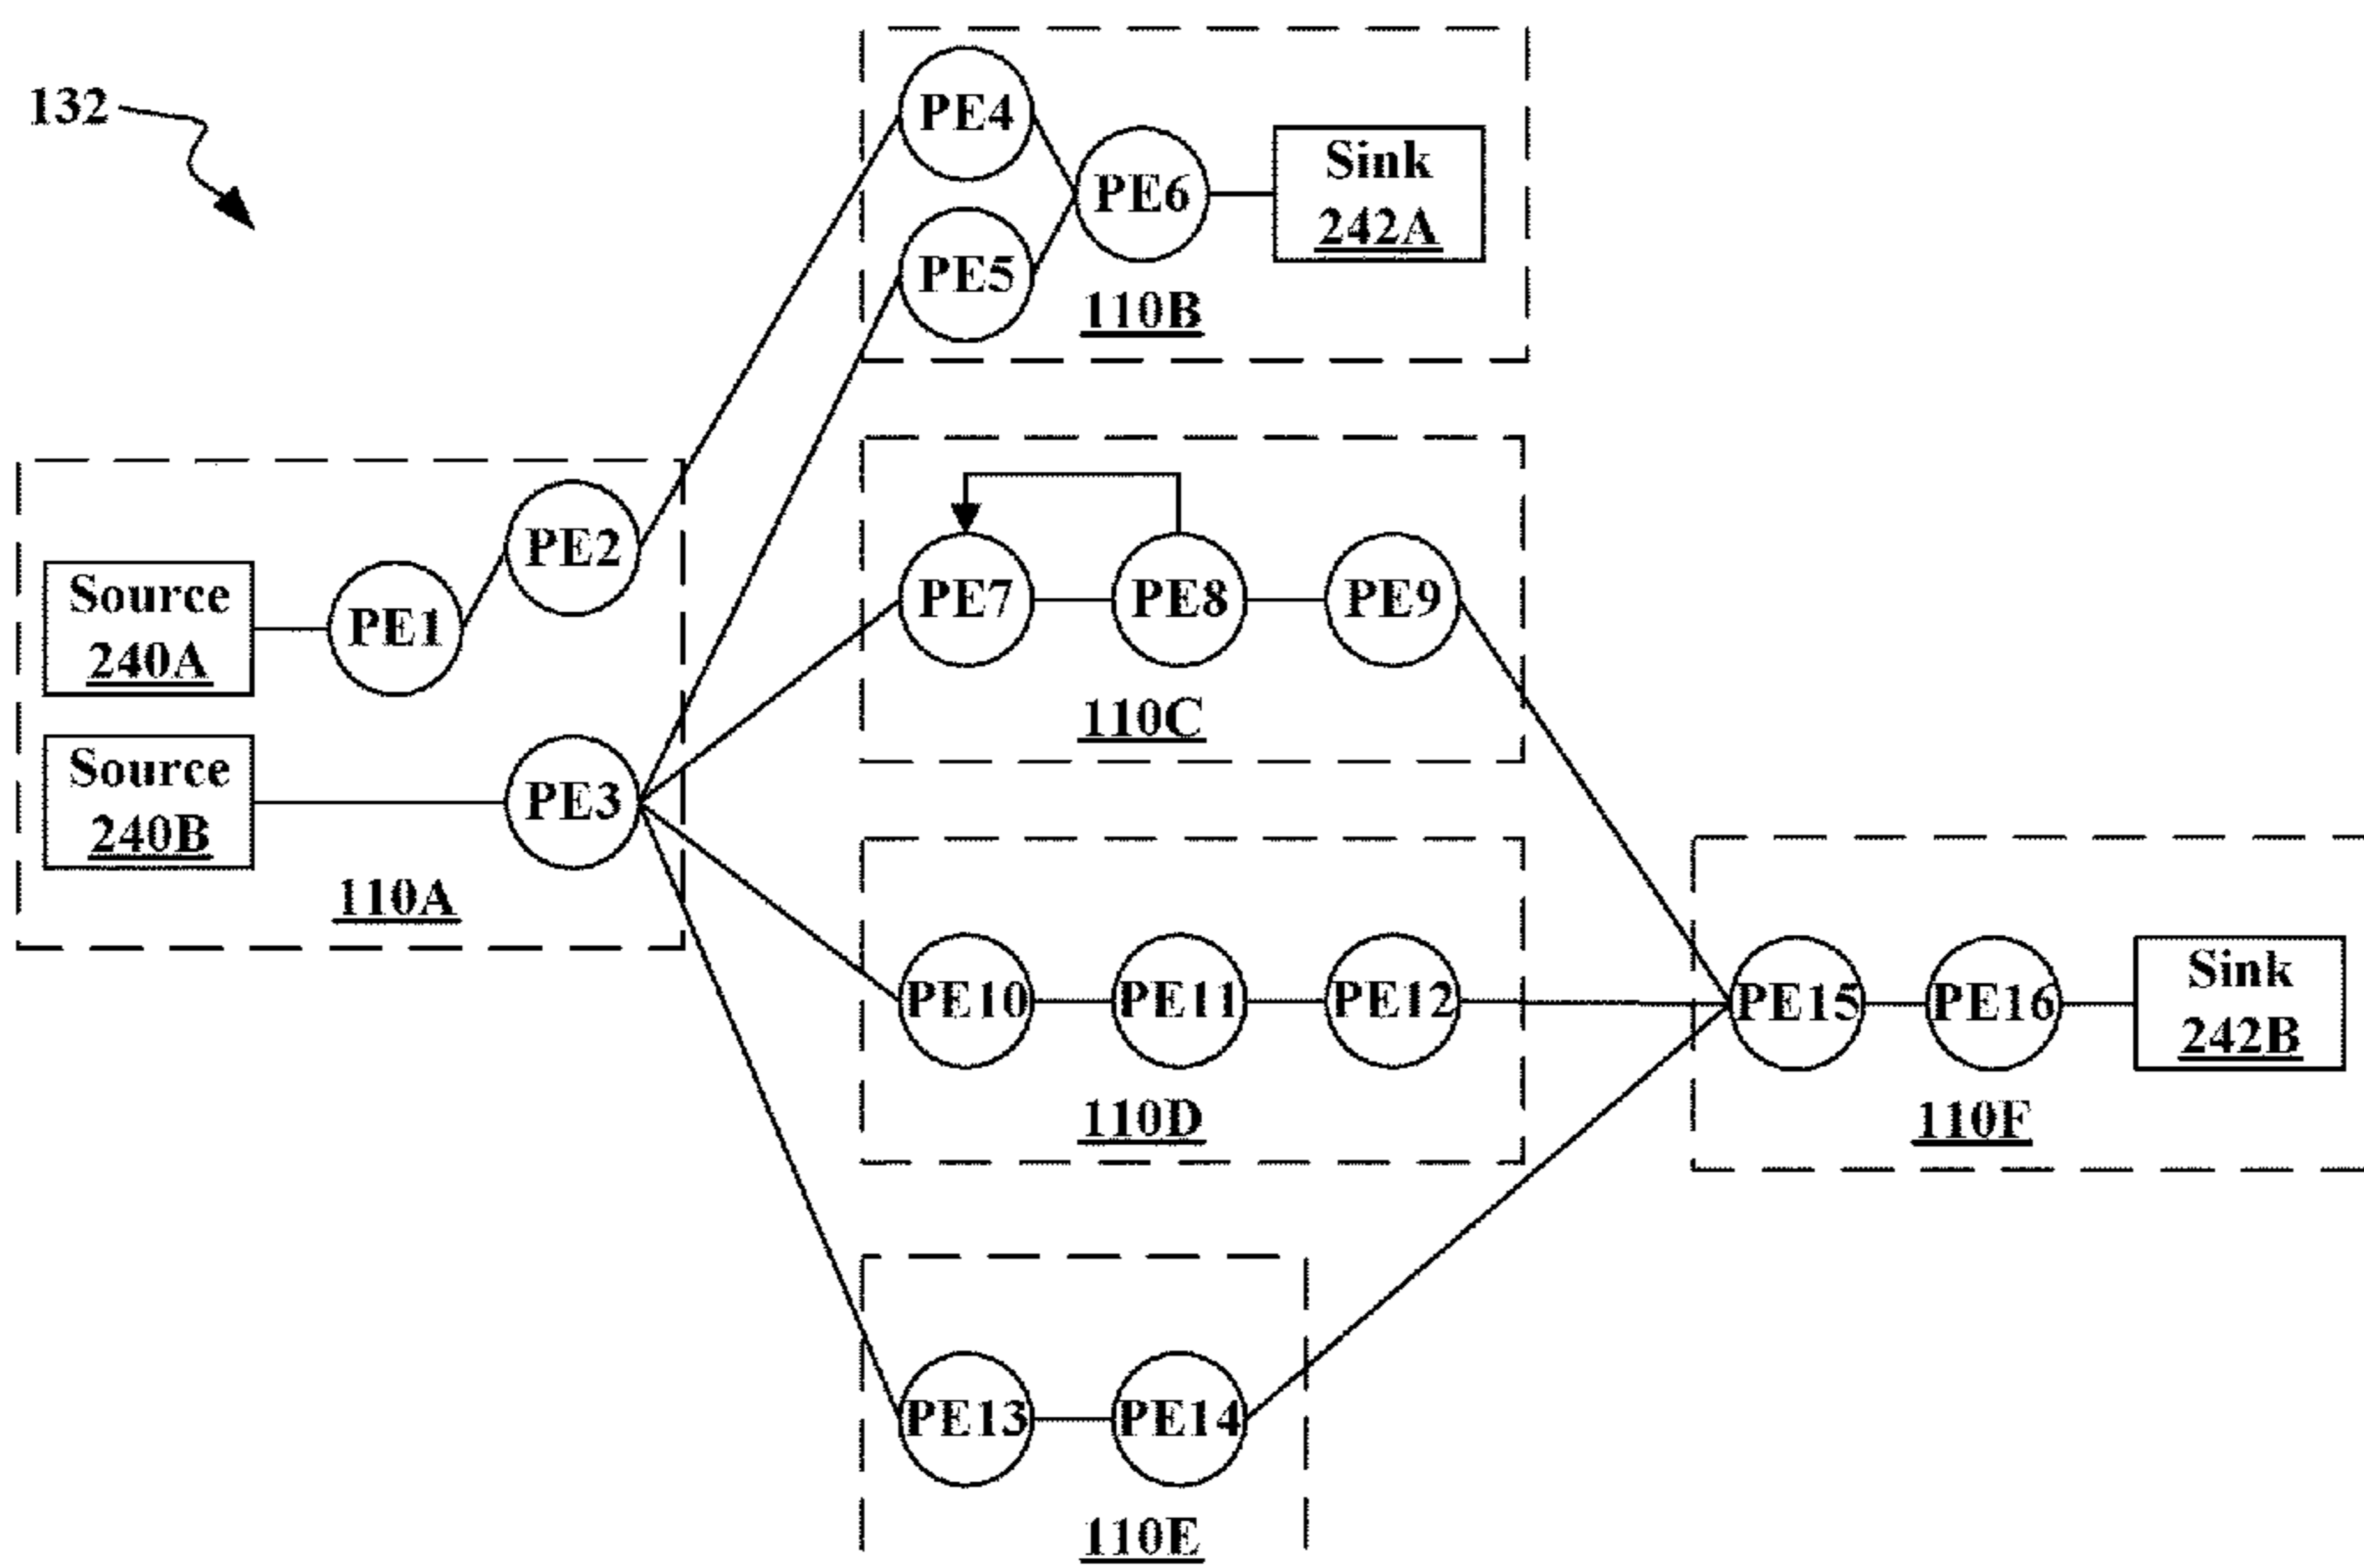 132
PE4
PE5
PE6
Sink
242A
110B
Source
240A
PE1
PE2
Source
240B
PE3
110A
PE7
PE8
PE9
110C
PE10
PE11
PE12
110D
PE13
PE14
110E
PE15
PE16
Sink
242B
110F